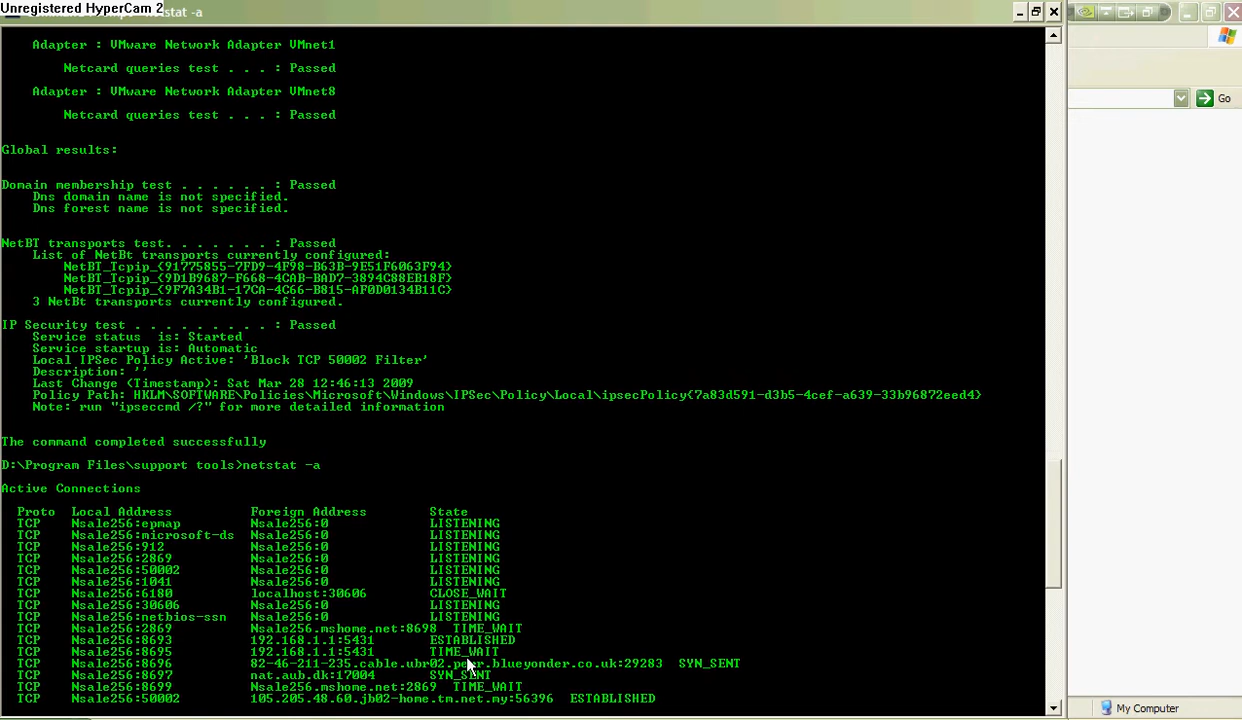 Unregistered HyperCam 2
netstat -a
Adapter : VMware Network Adapter VMnet1
Netcard queries test . . . : Passed
Adapter : VMware Network Adapter VMnet8
Netcard queries test . . . : Passed
Global results:
Domain membership test . . . . . . : Passed
Dns domain name is not specified.
Dns forest name is not specified.
NetBT transports test. . . . . . . : Passed
List of NetBt transports currently configured:
NetBT_Tcpip_{91775855-7FD9-4F98-B63B-9E51F6063F94}
NetBT_Tcpip_{9D1B9687-F668-4CAB-BAD7-3894C88EB18F}
NetBT_Tcpip_{9F7A34B1-17CA-4C66-B815-AF0D0134B11C}
3 NetBt transports currently configured.
IP Security test . . . . . . . . . : Passed
Service status  is: Started
Service startup is: Automatic
Local IPSec Policy Active: 'Block TCP 50002 Filter'
Description: ''
Last Change (Timestamp): Sat Mar 28 12:46:13 2009
Policy Path: HKLM\SOFTWARE\Policies\Microsoft\Windows\IPSec\Policy\Local\ipsecPolicy{7a83d591-d3b5-4cef-a639-33b96872eed4}
Note: run "ipseccmd /?" for more detailed information
The command completed successfully
D:\Program Files\support tools>netstat -a
Active Connections
Proto  Local Address  Foreign Address  State
TCP  Nsale256:epmap  Nsale256:0  LISTENING
TCP  Nsale256:microsoft-ds  Nsale256:0  LISTENING
TCP  Nsale256:912  Nsale256:0  LISTENING
TCP  Nsale256:2869  Nsale256:0  LISTENING
TCP  Nsale256:50002  Nsale256:0  LISTENING
TCP  Nsale256:1041  Nsale256:0  LISTENING
TCP  Nsale256:6180  localhost:30606  CLOSE_WAIT
TCP  Nsale256:30606  Nsale256:0  LISTENING
TCP  Nsale256:netbios-ssn  Nsale256:0  LISTENING
TCP  Nsale256:2869  Nsale256.mshome.net:8698  TIME_WAIT
TCP  Nsale256:8693  192.168.1.1:5431  ESTABLISHED
TCP  Nsale256:8695  192.168.1.1:5431  TIME_WAIT
TCP  Nsale256:8696  82-46-211-235.cable.ubr02.peer.blueyonder.co.uk:29283  SYN_SENT
TCP  Nsale256:8697  nat.aub.dk:17004  SYN_SENT
TCP  Nsale256:8699  Nsale256.mshome.net:2869  TIME_WAIT
TCP  Nsale256:50002  105.205.48.60.jb02-home.tm.net.my:56396  ESTABLISHED
Go
My Computer